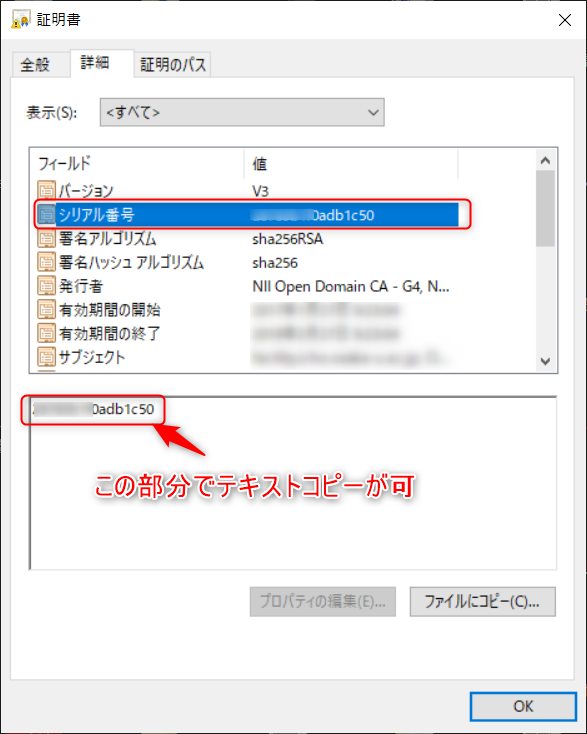 証明書
全般 詳細 証明のパス
表示(S): <すべて>
フィールド 値
バージョン V3
シリアル番号 0adb1c50
署名アルゴリズム sha256RSA
署名ハッシュ アルゴリズム sha256
発行者 NII Open Domain CA - G4, N...
有効期間の開始
有効期間の終了
サブジェクト
0adb1c50
この部分でテキストコピーが可
プロパティの編集(E)... ファイルにコピー(C)...
OK